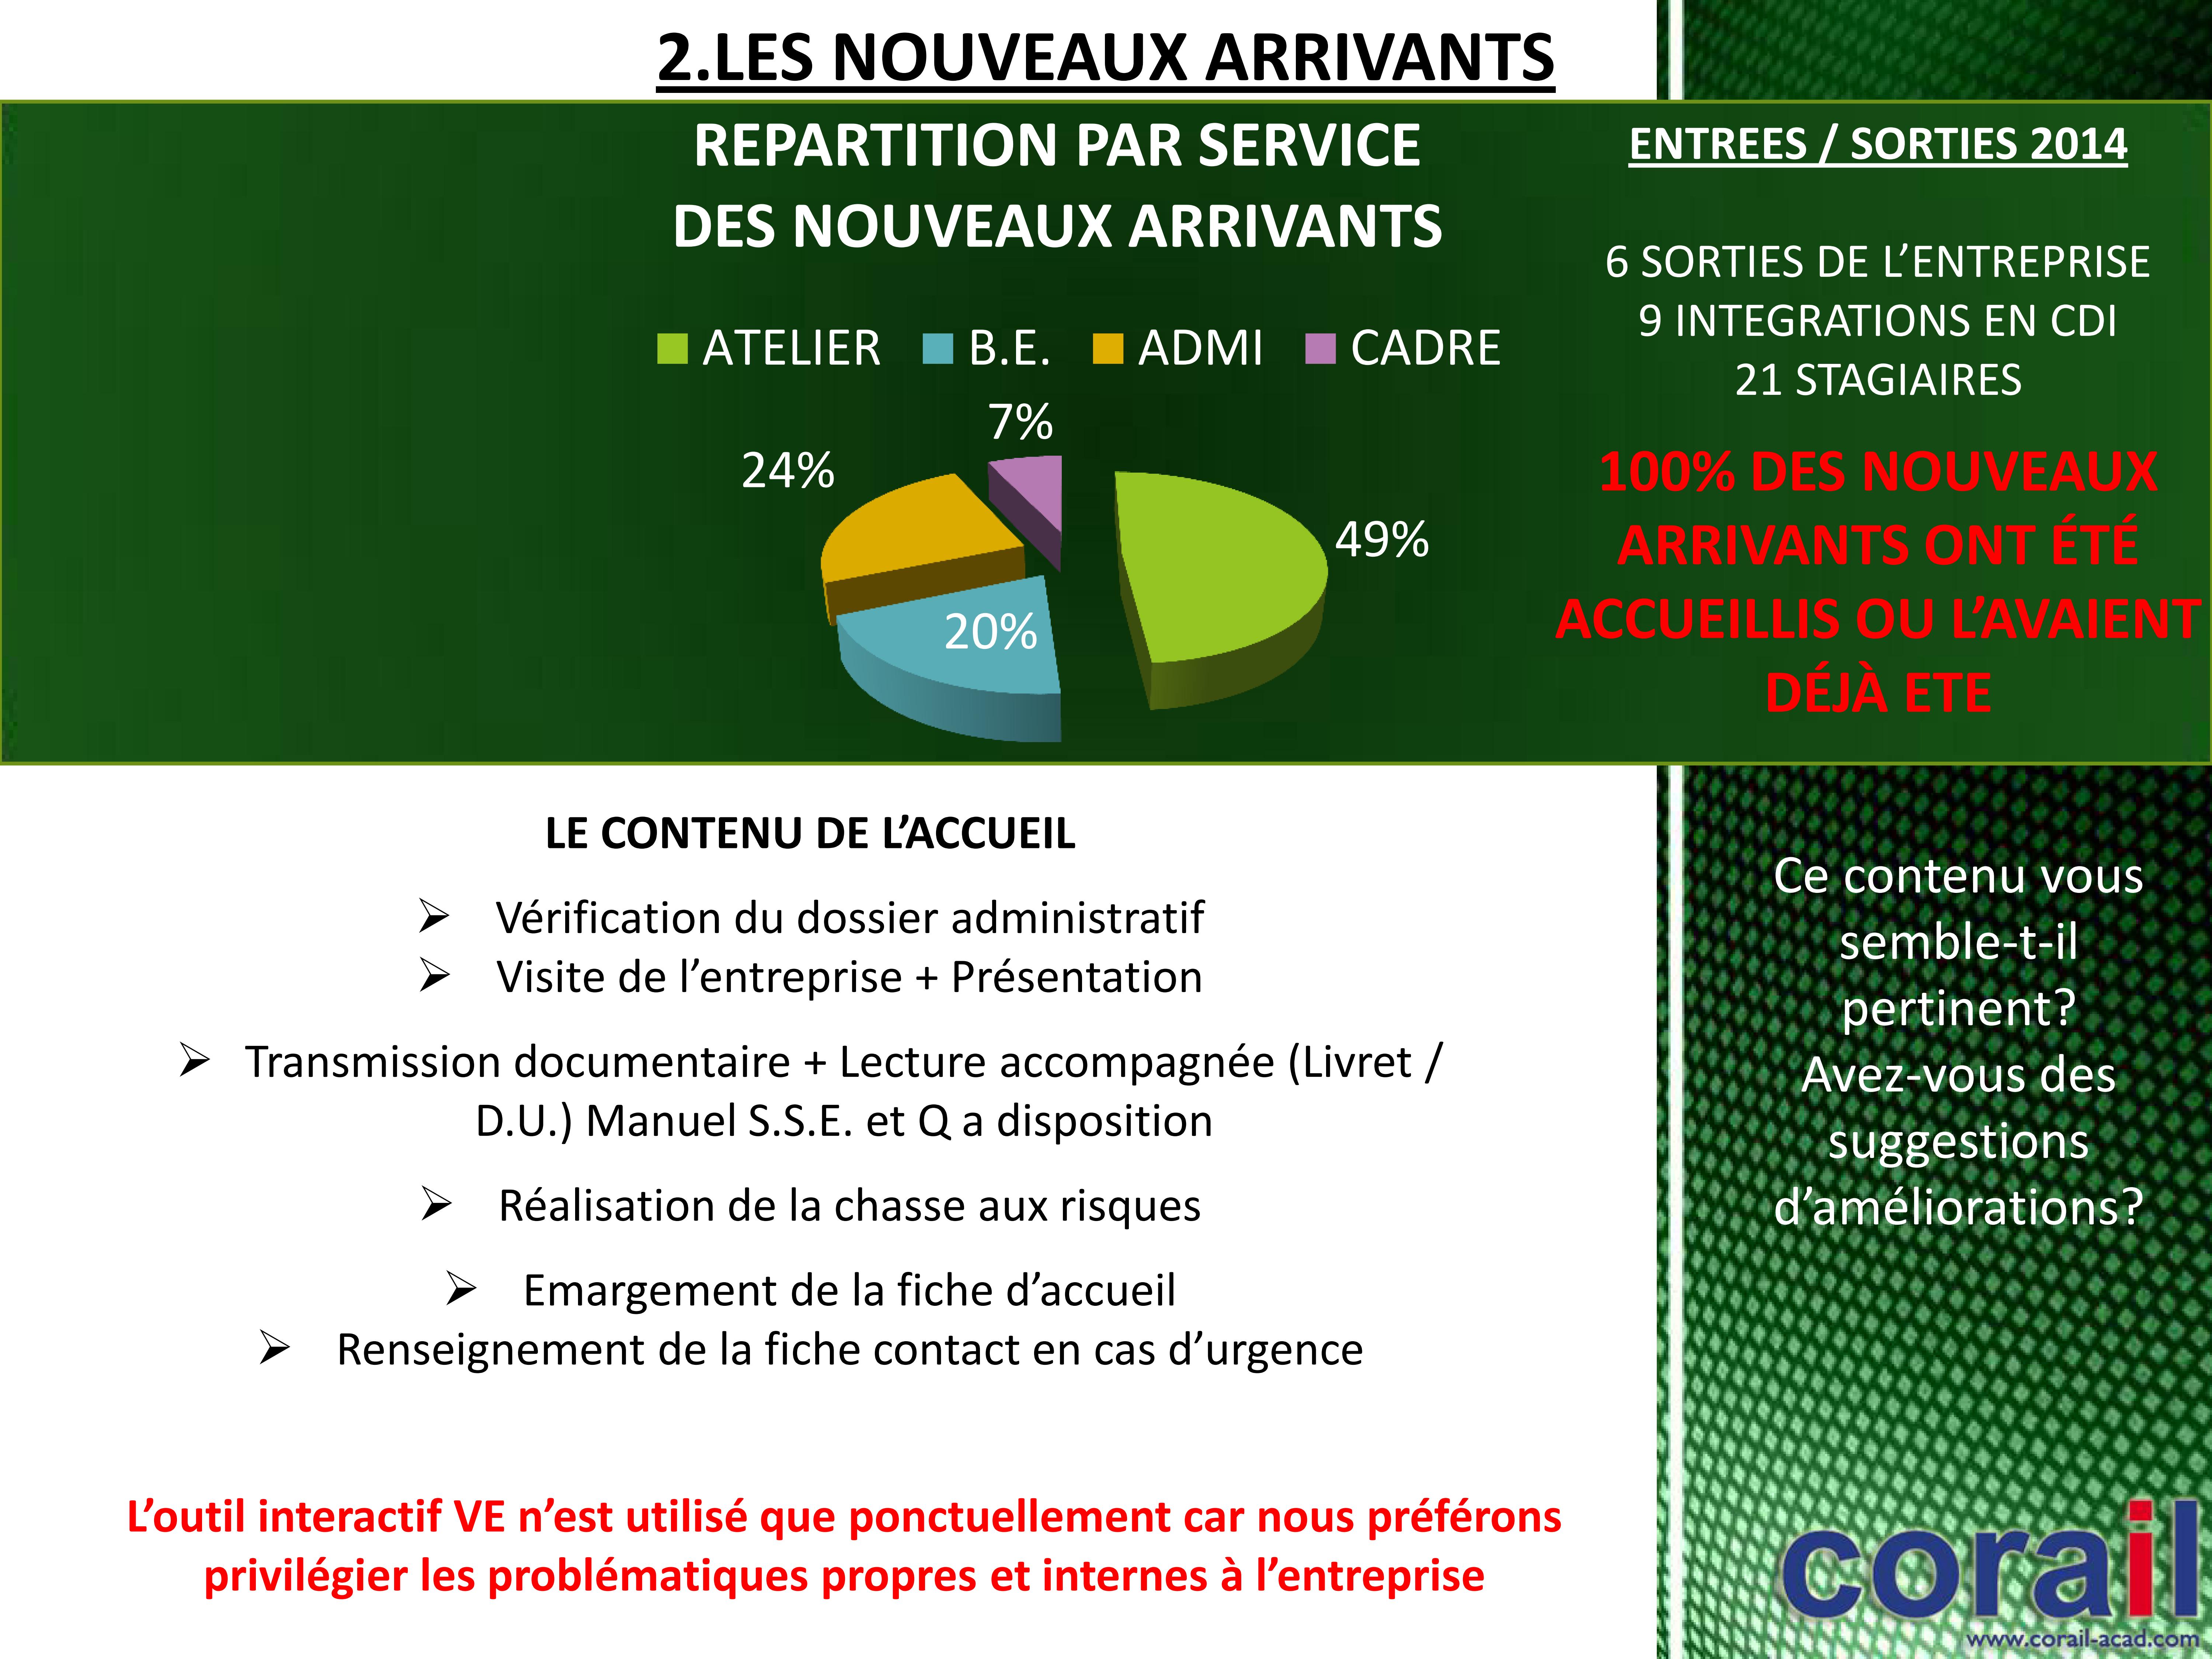 2.LES NOUVEAUX ARRIVANTS
REPARTITION PAR SERVICE
DES NOUVEAUX ARRIVANTS
ATELIER B.E. ADMI CADRE
7%
24%
49%
20%
ENTREES / SORTIES 2014
6 SORTIES DE L’ENTREPRISE
9 INTEGRATIONS EN CDI
21 STAGIAIRES
100% DES NOUVEAUX
ARRIVANTS ONT ÉTÉ
ACCUEILLIS OU L’AVAIENT
DÉJÀ ETE
LE CONTENU DE L’ACCUEIL
➢ Vérification du dossier administratif
➢ Visite de l’entreprise + Présentation
➢ Transmission documentaire + Lecture accompagnée (Livret /
D.U.) Manuel S.S.E. et Q a disposition
➢ Réalisation de la chasse aux risques
➢ Emargement de la fiche d’accueil
➢ Renseignement de la fiche contact en cas d’urgence
L’outil interactif VE n’est utilisé que ponctuellement car nous préférons
privilégier les problématiques propres et internes à l’entreprise
Ce contenu vous
semble-t-il
pertinent?
Avez-vous des
suggestions
d’améliorations?
corail
www.corail-acad.com